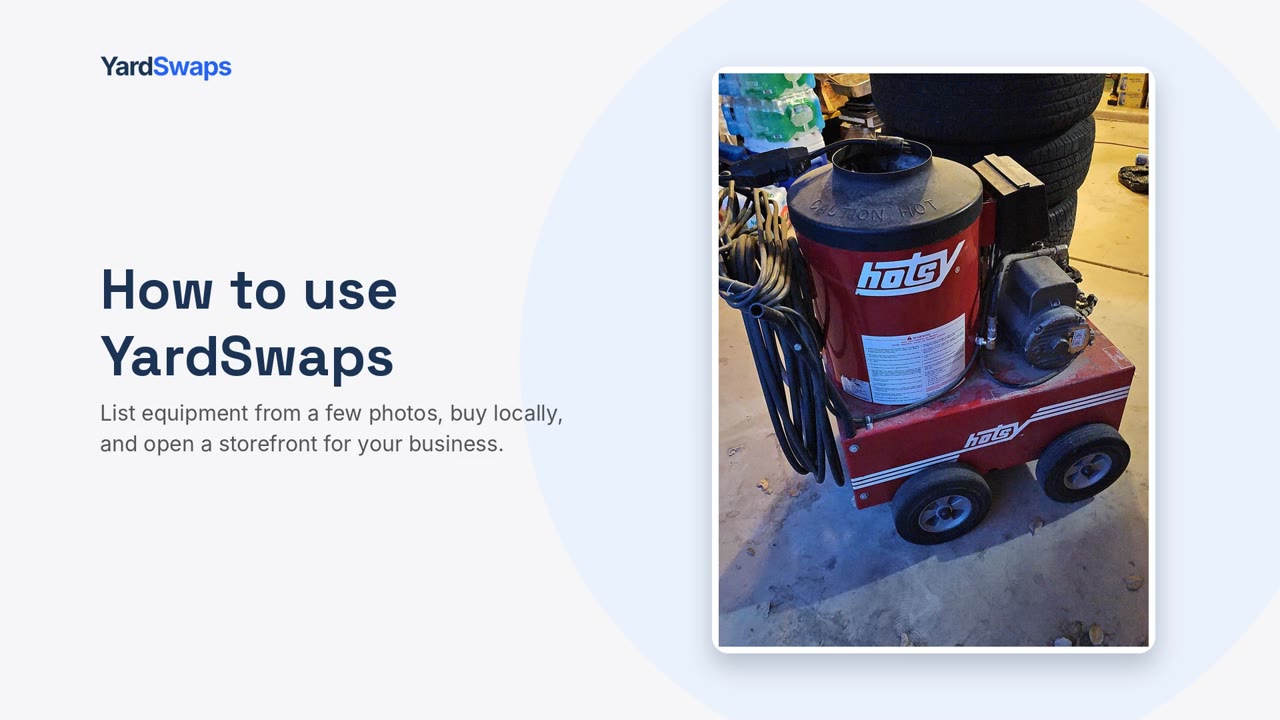 YardSwaps
How to use
YardSwaps
List equipment from a few photos, buy locally,
and open a storefront for your business.
CAUTION HOT
hotsy
hotsy